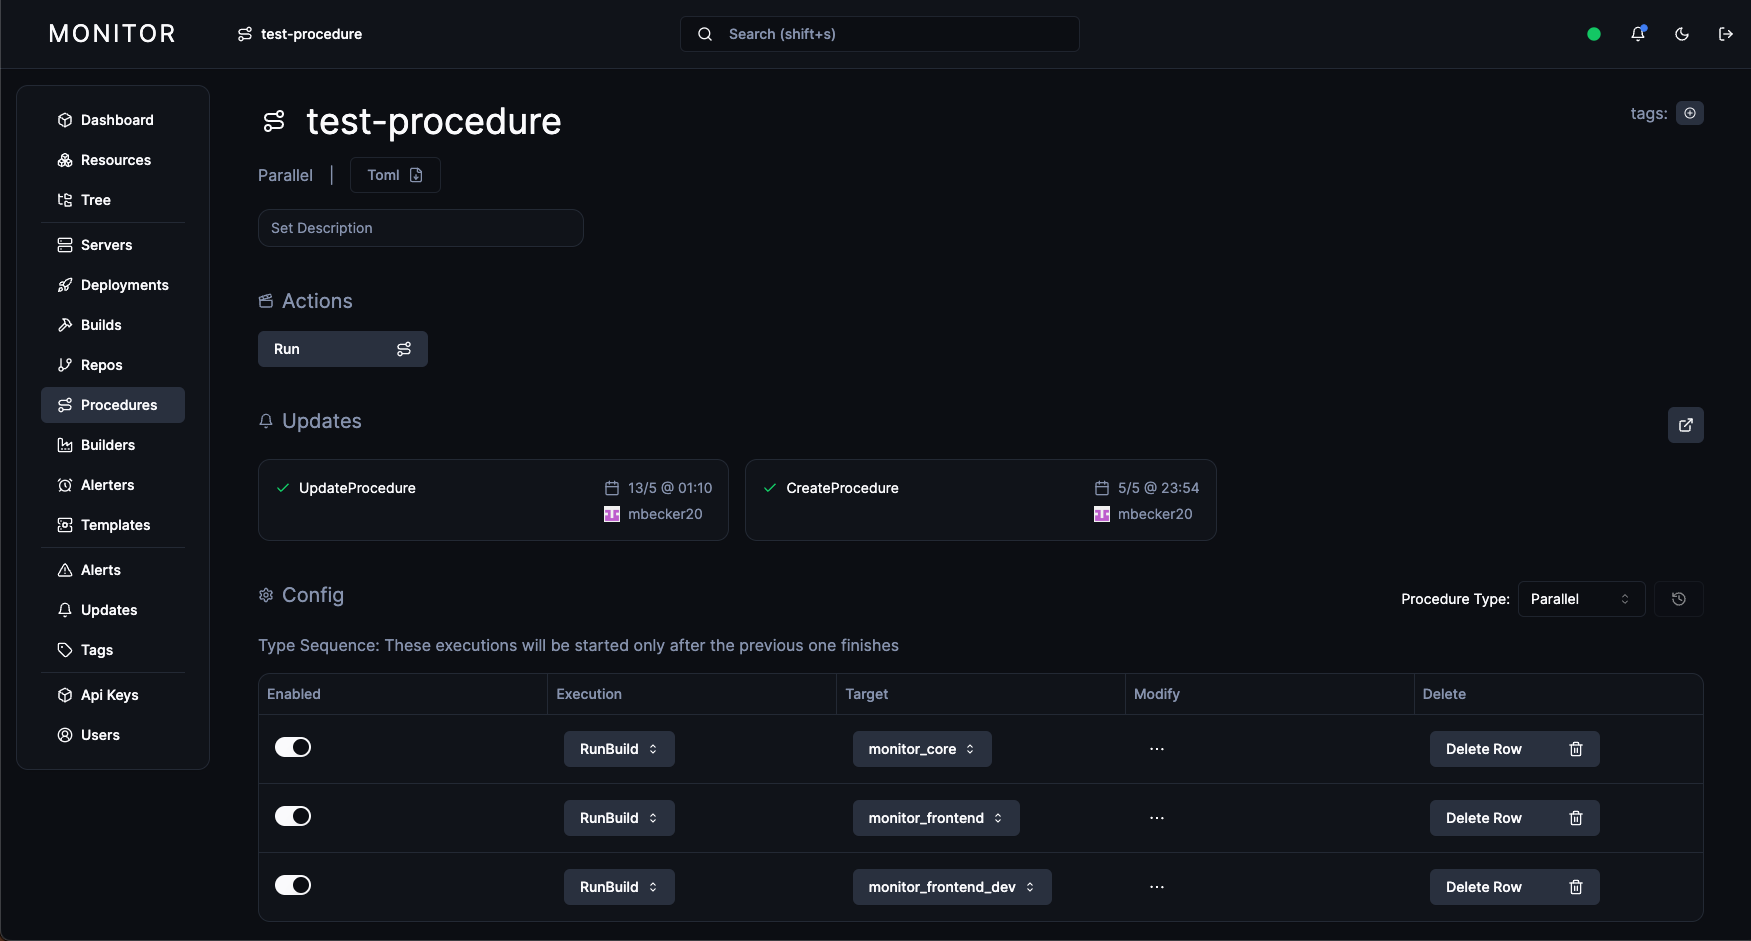 MONITOR
test-procedure
Search (shift+s)
Dashboard
Resources
Tree
Servers
Deployments
Builds
Repos
Procedures
Builders
Alerters
Templates
Alerts
Updates
Tags
Api Keys
Users
test-procedure
tags:
Parallel
Toml
Set Description
Actions
Run
Updates
UpdateProcedure 13/5 @ 01:10
mbecker20
CreateProcedure 5/5 @ 23:54
mbecker20
Config
Procedure Type: Parallel
Type Sequence: These executions will be started only after the previous one finishes
Enabled Execution Target Modify Delete
RunBuild monitor_core ... Delete Row
RunBuild monitor_frontend ... Delete Row
RunBuild monitor_frontend_dev ... Delete Row